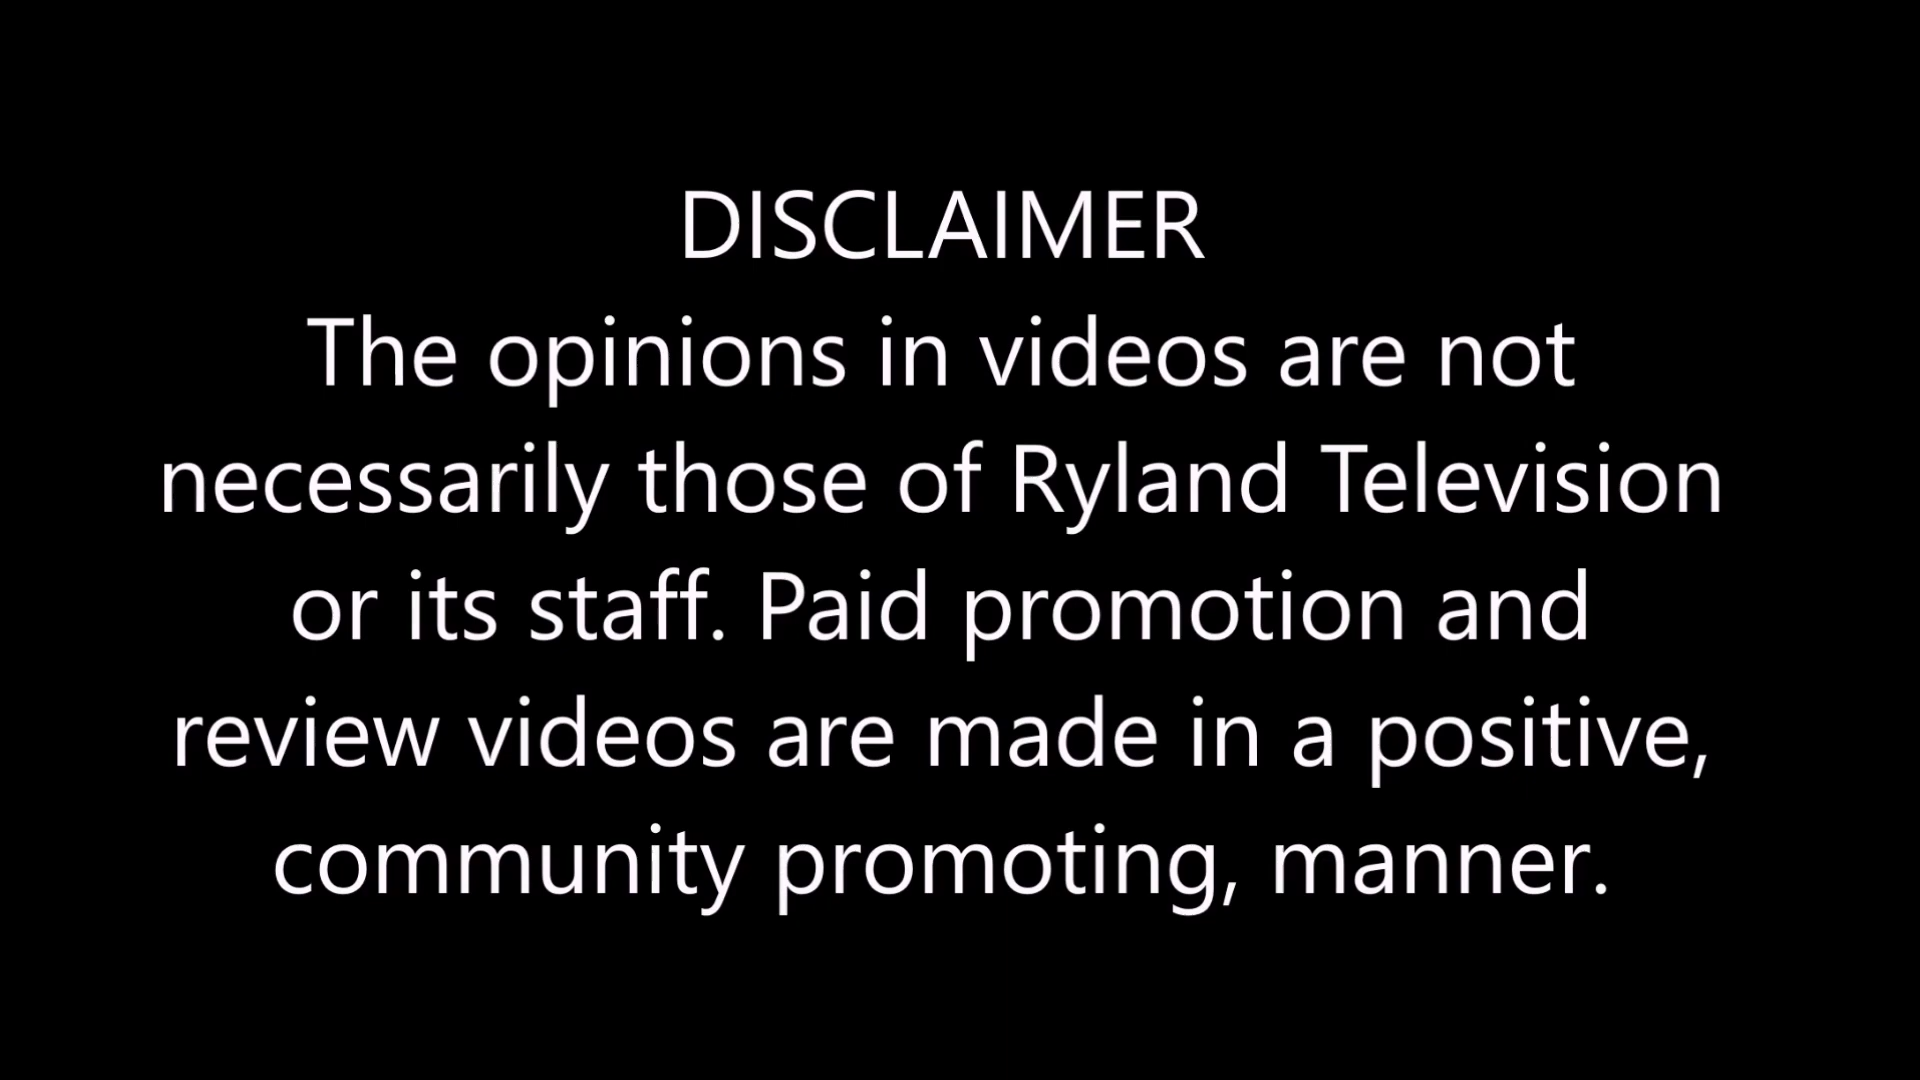 DISCLAIMER
The opinions in videos are not
necessarily those of Ryland Television
or its staff. Paid promotion and
review videos are made in a positive,
community promoting, manner.